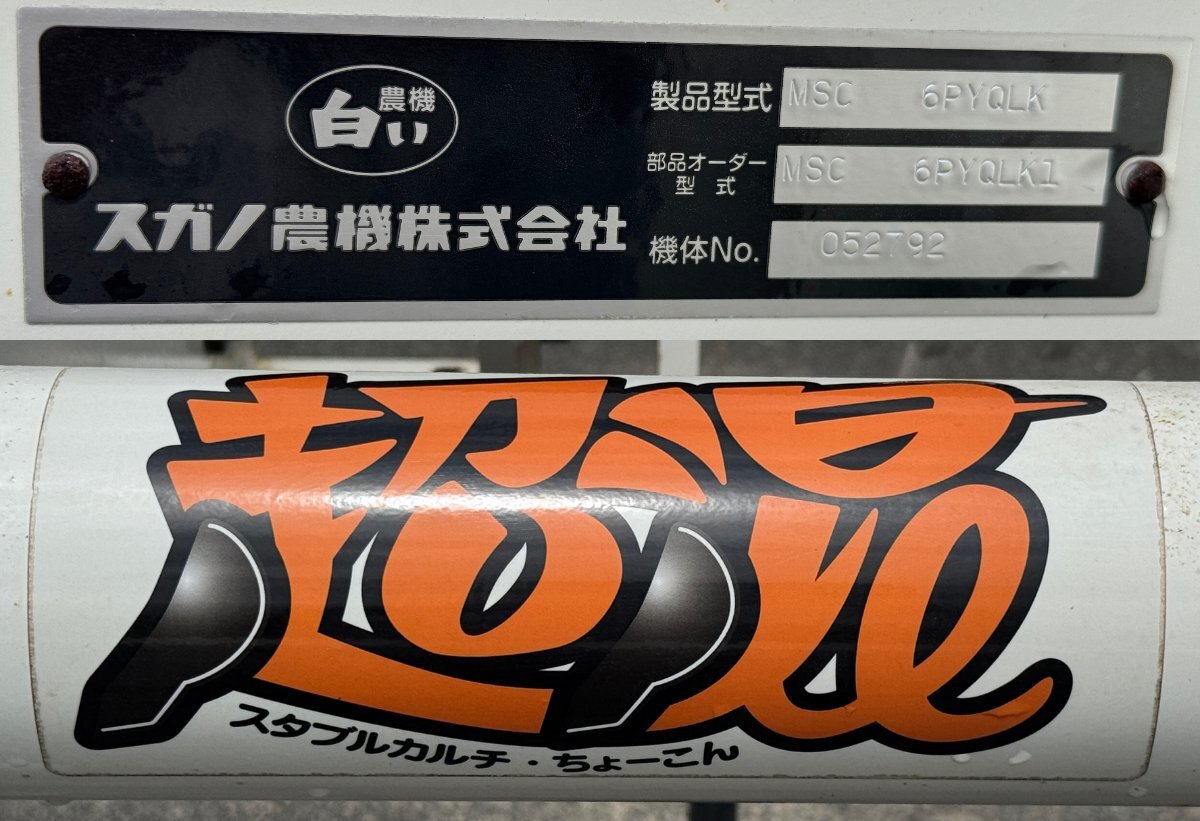 白い農機
スガノ農機株式会社
製品型式 MSC 6PYQLK
部品オーダー型式 MSC 6PYQLK1
機体No. 052792
超混
スタブルカルチ・ちょーこん